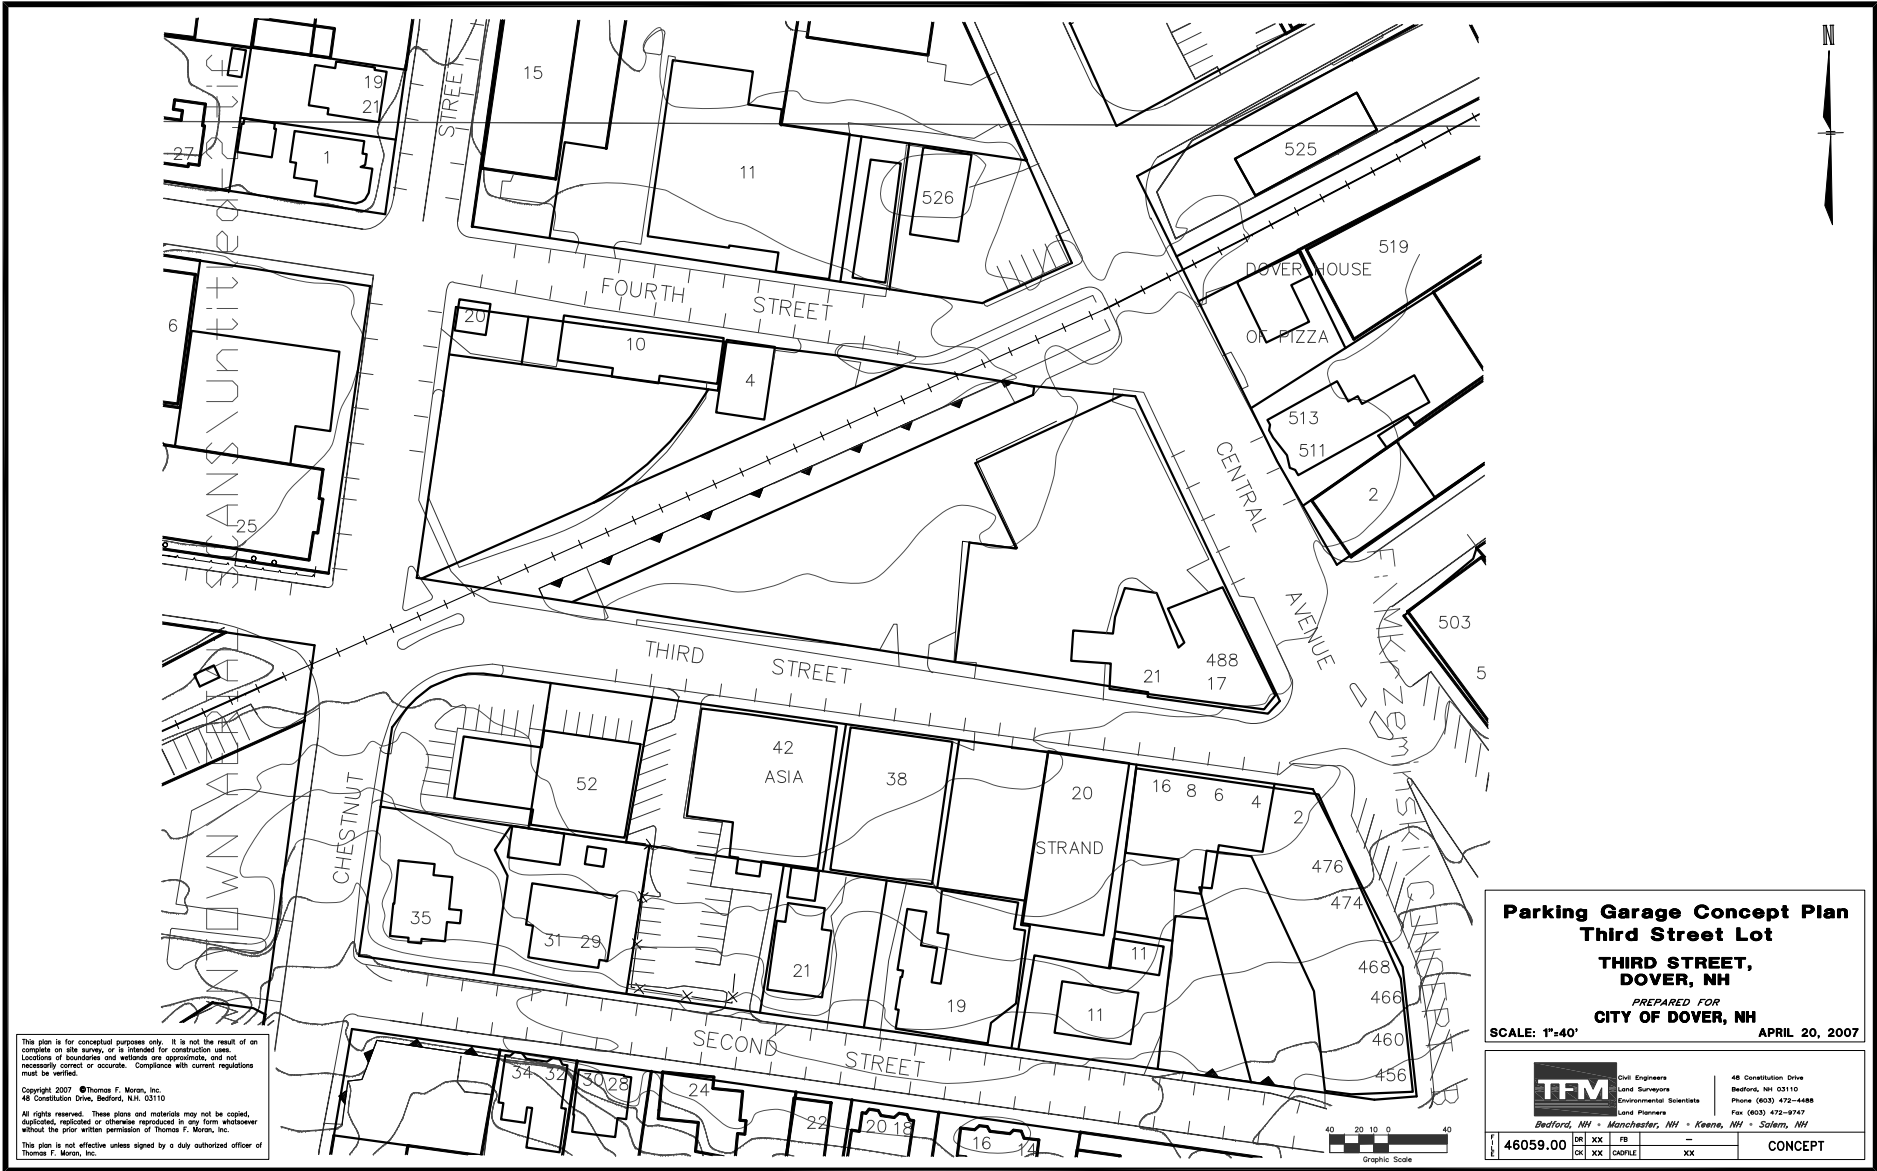 N
15
STREET
19
21
27
1
11
526
525
519
DOVER HOUSE
OF PIZZA
FOURTH STREET
6
20
10
4
513
511
2
25
CENTRAL
AVENUE
503
5
THIRD STREET
488
21
17
42
ASIA
38
52
20
STRAND
16 8 6 4
2
476
474
CHESTNUT
35
31 29
21
19
11
11
468
466
460
456
SECOND STREET
34 32 30 28
24
22
20 18
16
14
Parking Garage Concept Plan
Third Street Lot
THIRD STREET,
DOVER, NH
PREPARED FOR
CITY OF DOVER, NH
SCALE: 1"=40' APRIL 20, 2007
TFM
Civil Engineers
Land Surveyors
Environmental Scientists
Land Planners
48 Constitution Drive
Bedford, NH 03110
Phone (603) 472-4488
Fax (603) 472-9747
Bedford, NH - Manchester, NH - Keene, NH - Salem, NH
FILE 46059.00 DR XX FB -
CK XX CADFILE XX
CONCEPT
40 20 10 0 40
Graphic Scale
This plan is for conceptual purposes only. It is not the result of an
complete on site survey, or is intended for construction uses.
Locations of boundaries and wetlands are approximate, and not
necessarily correct or accurate. Compliance with current regulations
must be verified.
Copyright 2007 ©Thomas F. Moran, Inc.
48 Constitution Drive, Bedford, N.H. 03110
All rights reserved. These plans and materials may not be copied,
duplicated, replicated or otherwise reproduced in any form whatsoever
without the prior written permission of Thomas F. Moran, Inc.
This plan is not effective unless signed by a duly authorized officer of
Thomas F. Moran, Inc.